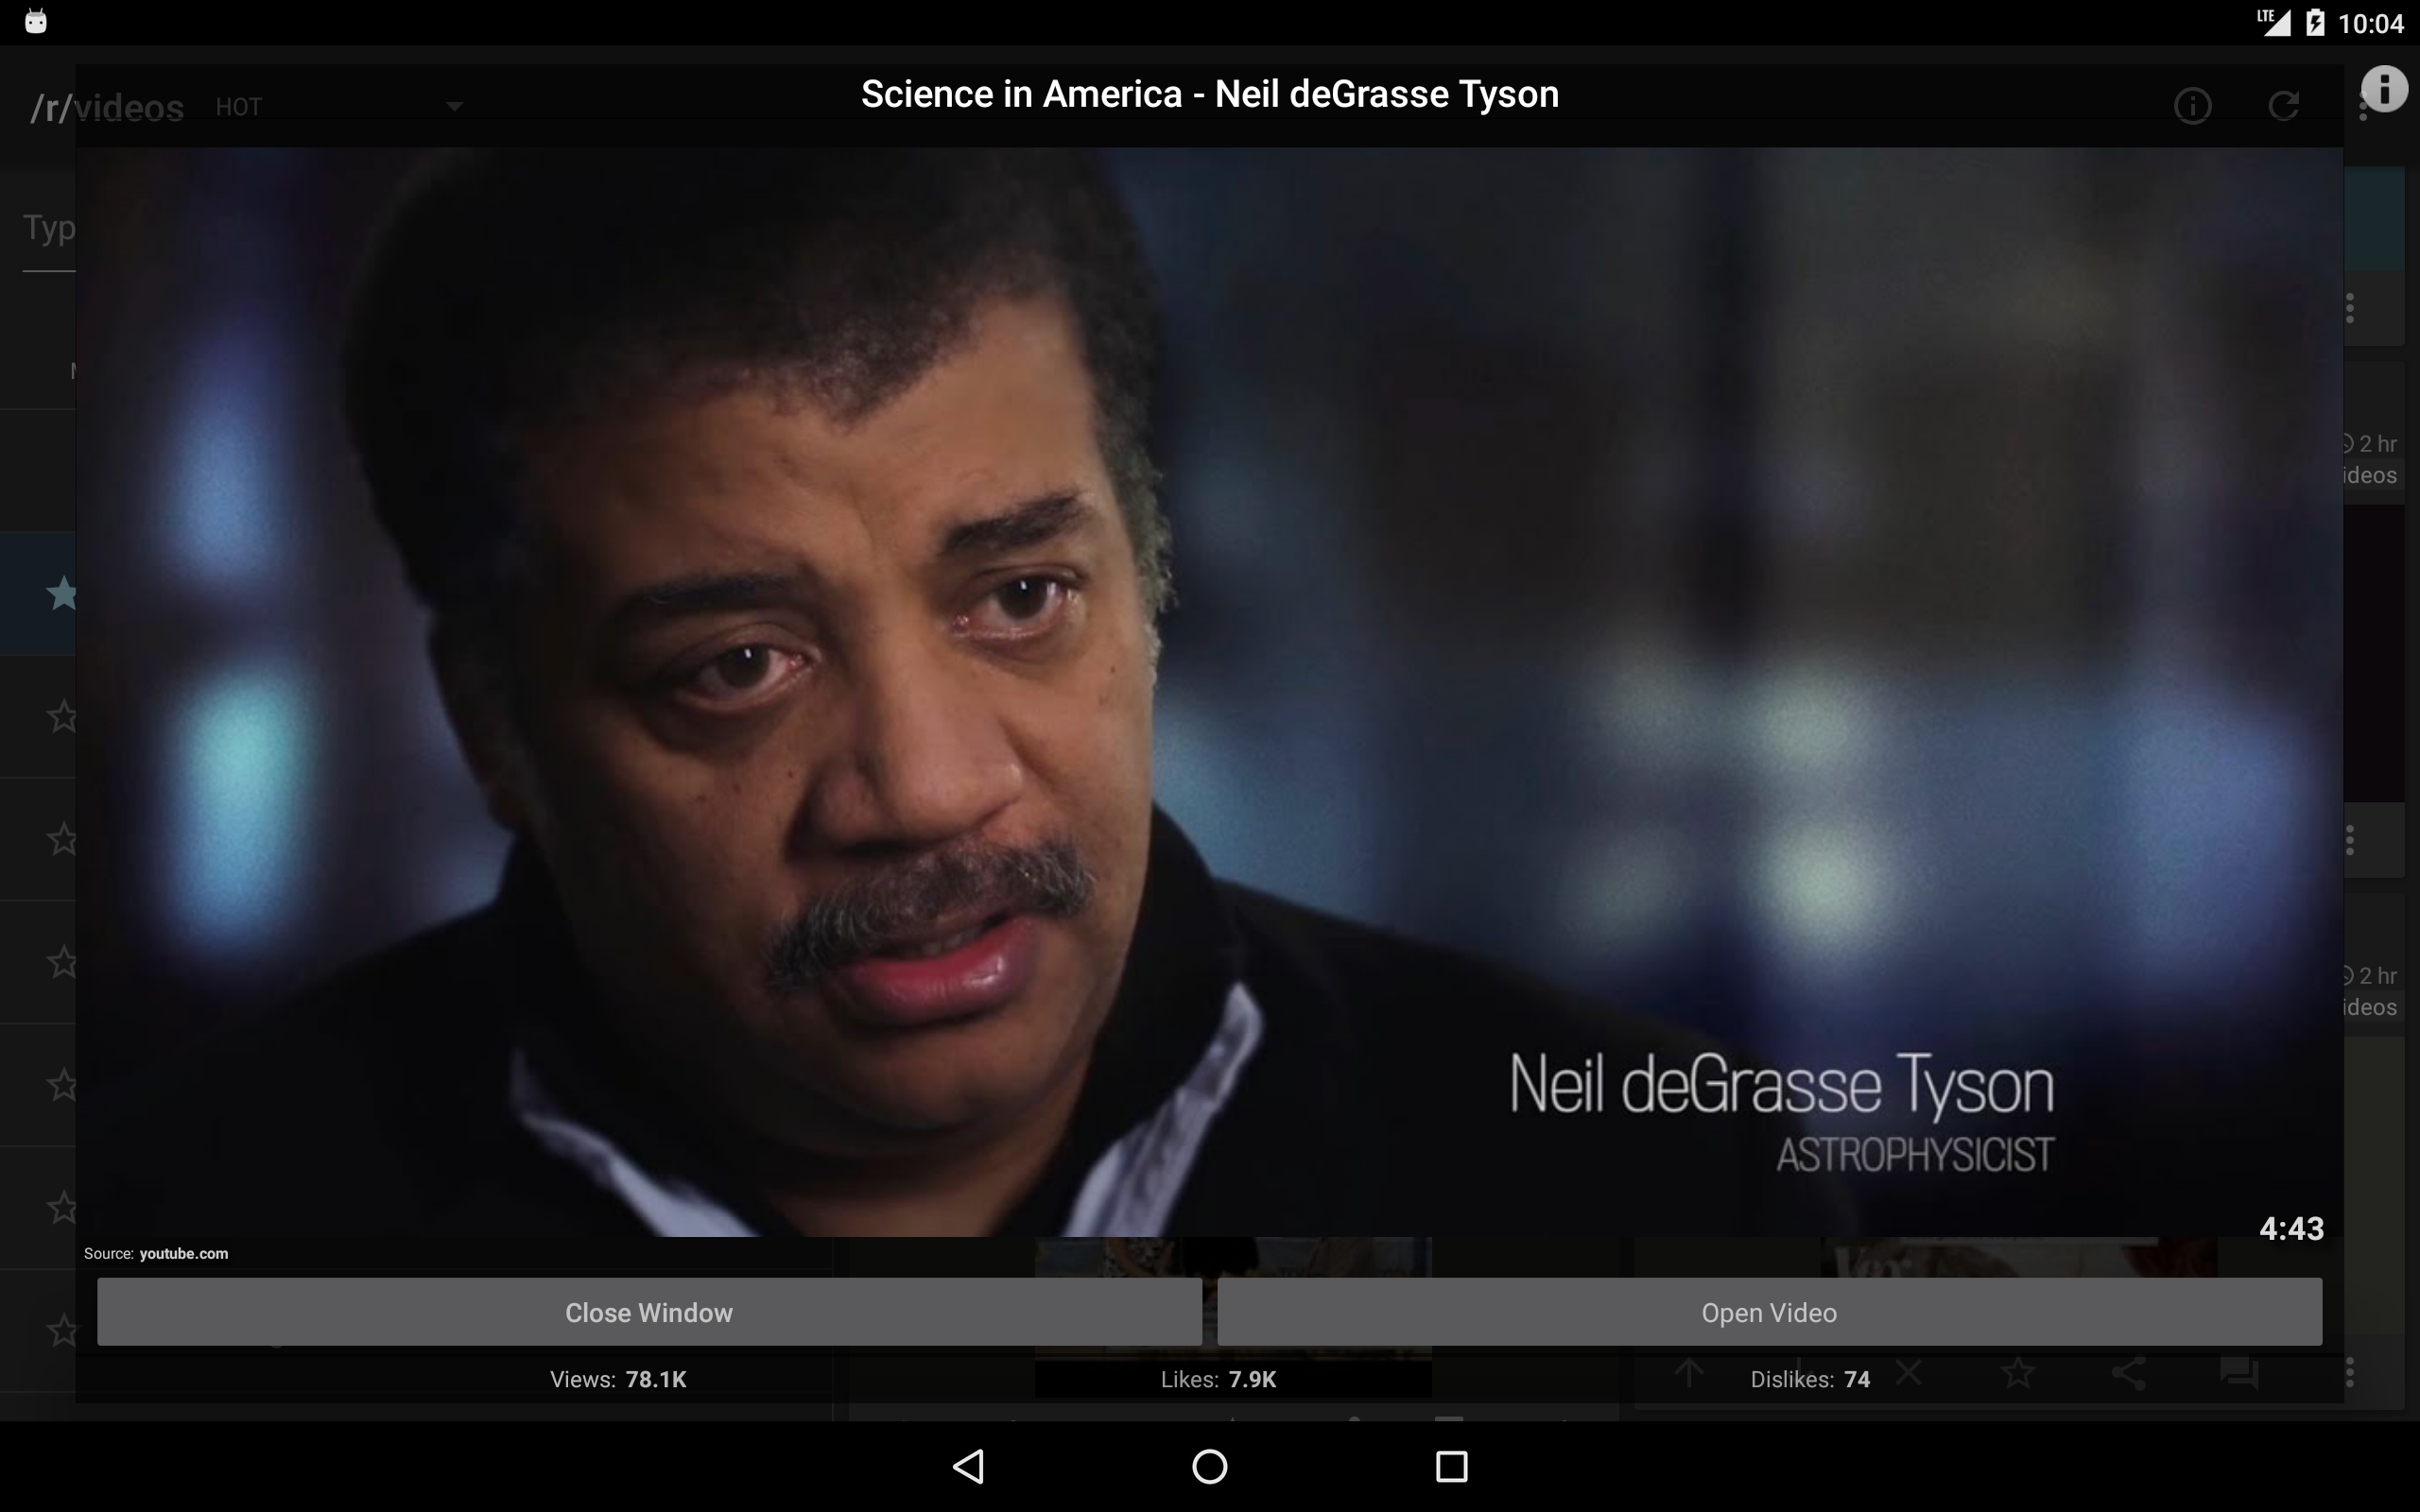 LTE 10:04
/r/videos HOT
Science in America - Neil deGrasse Tyson
Typ
2 hr
ideos
2 hr
ideos
Neil deGrasse Tyson
ASTROPHYSICIST
4:43
Source: youtube.com
Close Window
Open Video
Views: 78.1K
Likes: 7.9K
Dislikes: 74